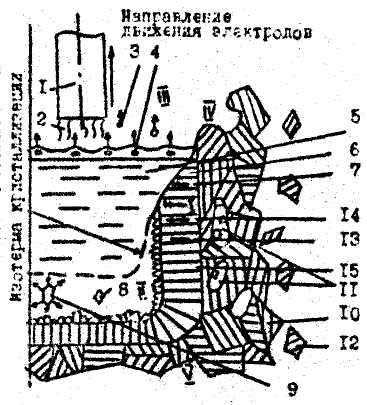 Направление
движения электродов
3 4
I
III
2
IV
5
6
7
I4
I3
I5
II
8
V
IO
I2
V
9
Изотерма кристаллизации